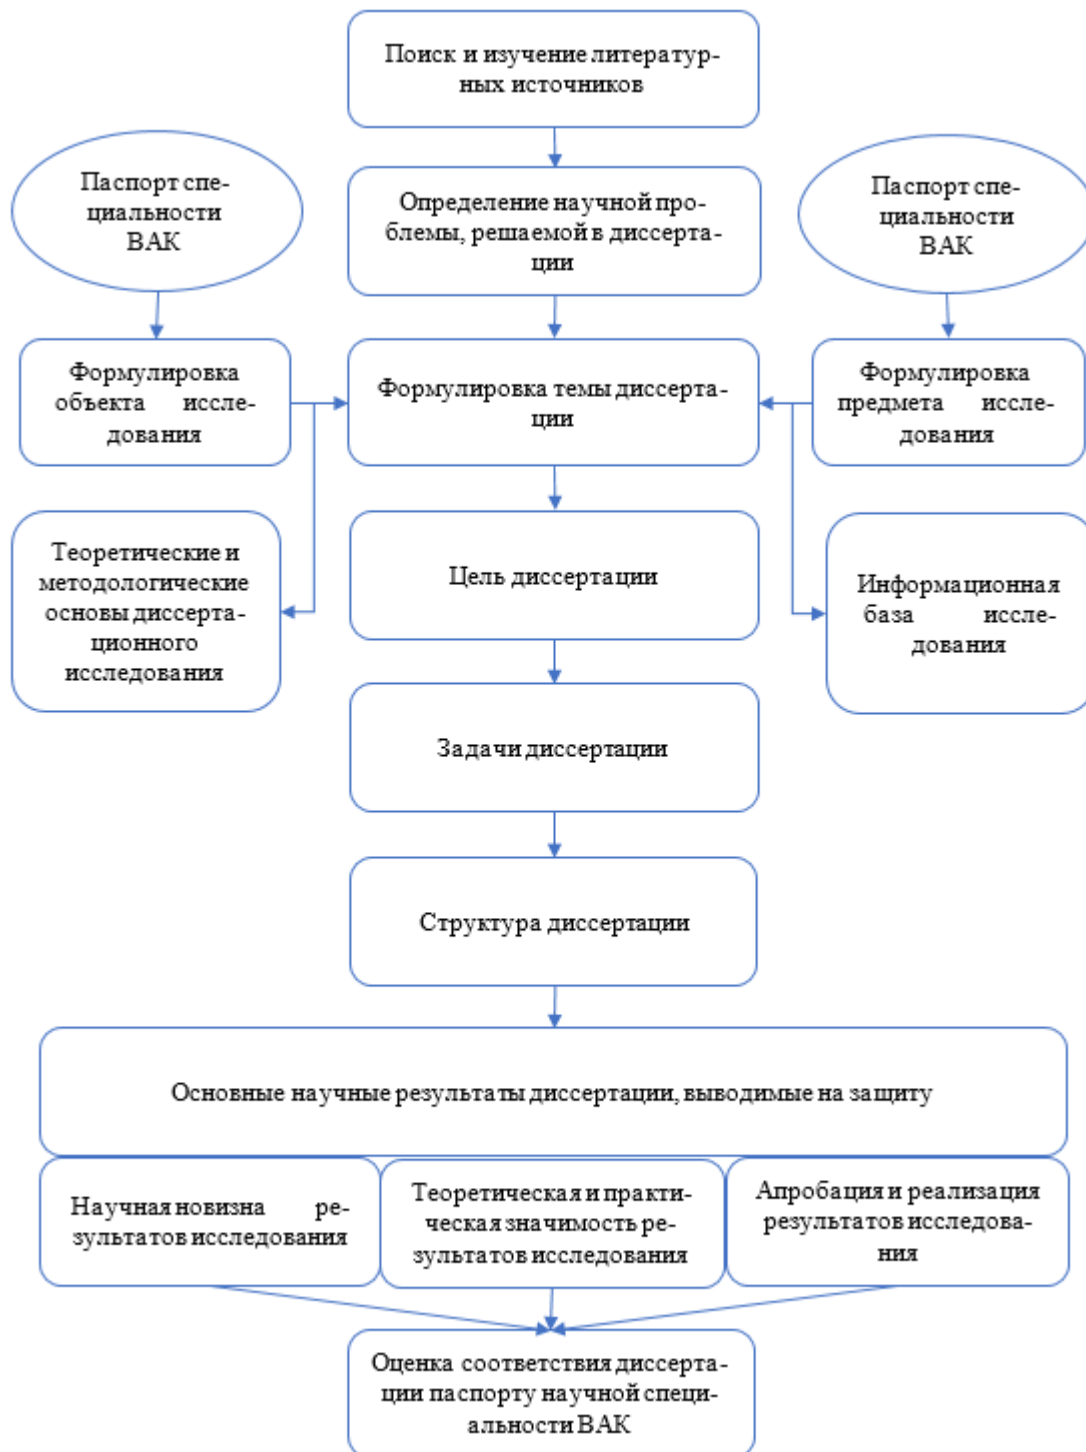 Поиск и изучение литератур-
ных источников
Паспорт спе-
циальности
ВАК
Определение научной про-
блемы, решаемой в диссерта-
ции
Паспорт спе-
циальности
ВАК
Формулировка
объекта иссле-
дования
Формулировка темы диссерта-
ции
Формулировка
предмета иссле-
дования
Теоретические и
методологические
основы диссерта-
ционного
исследования
Цель диссертации
Информационная
база иссле-
дования
Задачи диссертации
Структура диссертации
Основные научные результаты диссертации, выводимые на защиту
Научная новизна ре-
зультатов исследования
Теоретическая и практи-
ческая значимость ре-
зультатов исследования
Апробация и реализация
результатов исследова-
ния
Оценка соответствия диссерта-
ции паспорту научной специ-
альности ВАК